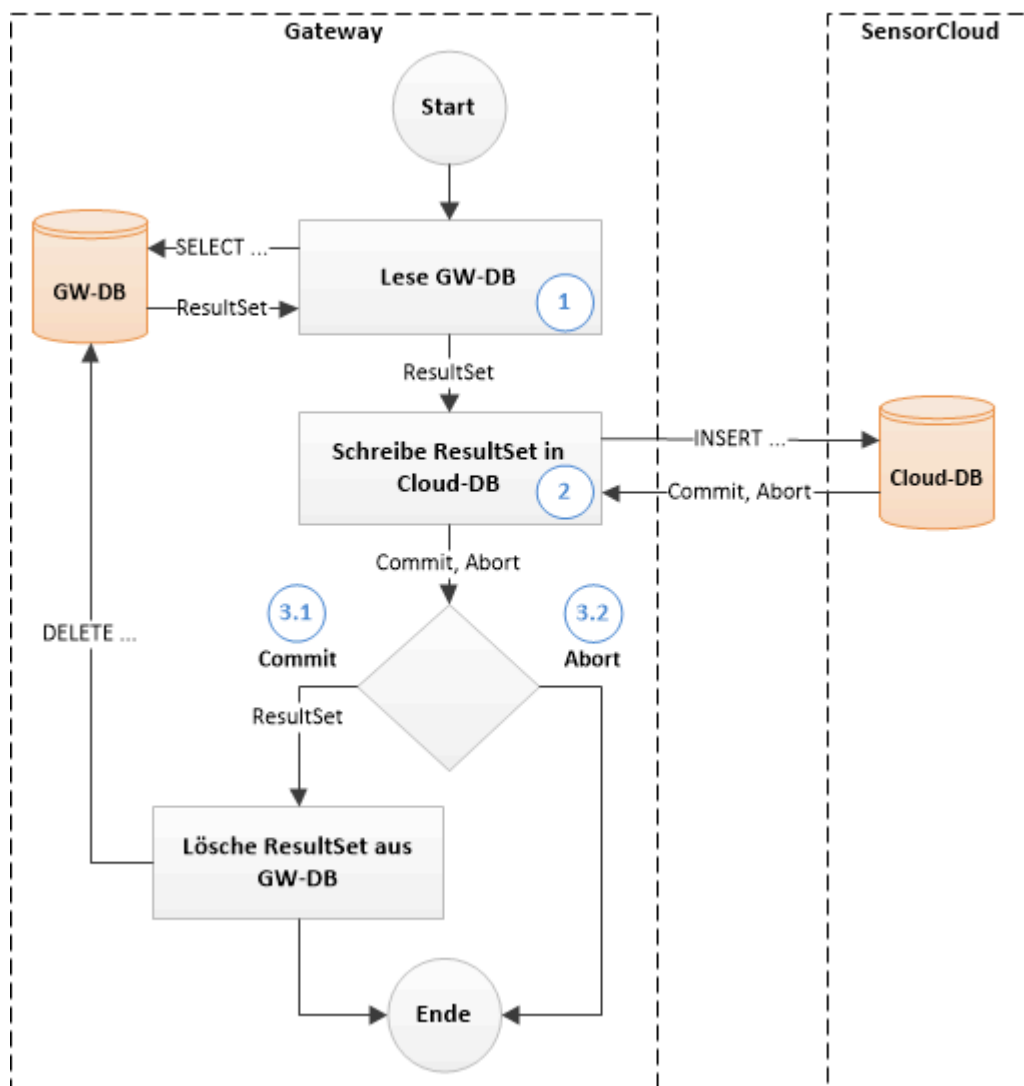 Gateway
SensorCloud
Start
SELECT ...
Lese GW-DB
GW-DB
ResultSet
1
ResultSet
Schreibe ResultSet in
Cloud-DB
2
INSERT ...
Commit, Abort
Cloud-DB
Commit, Abort
3.1
3.2
Commit
Abort
DELETE ...
ResultSet
Lösche ResultSet aus
GW-DB
Ende